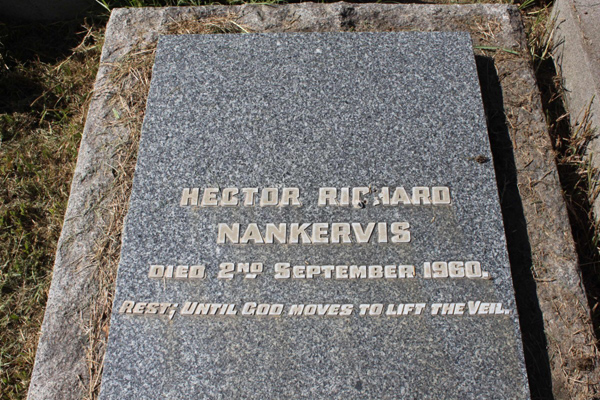 HECTOR RICHARD
NANKERVIS
DIED 2ND SEPTEMBER 1960.
REST; UNTIL GOD MOVES TO LIFT THE VEIL.